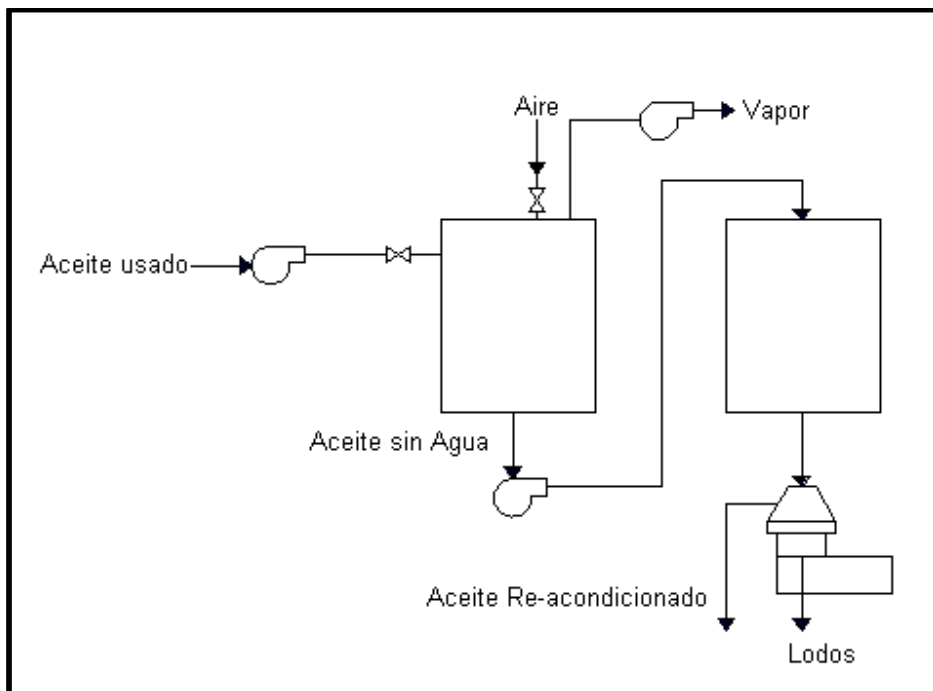 Aire
Vapor
Aceite usado
Aceite sin Agua
Aceite Re-acondicionado
Lodos